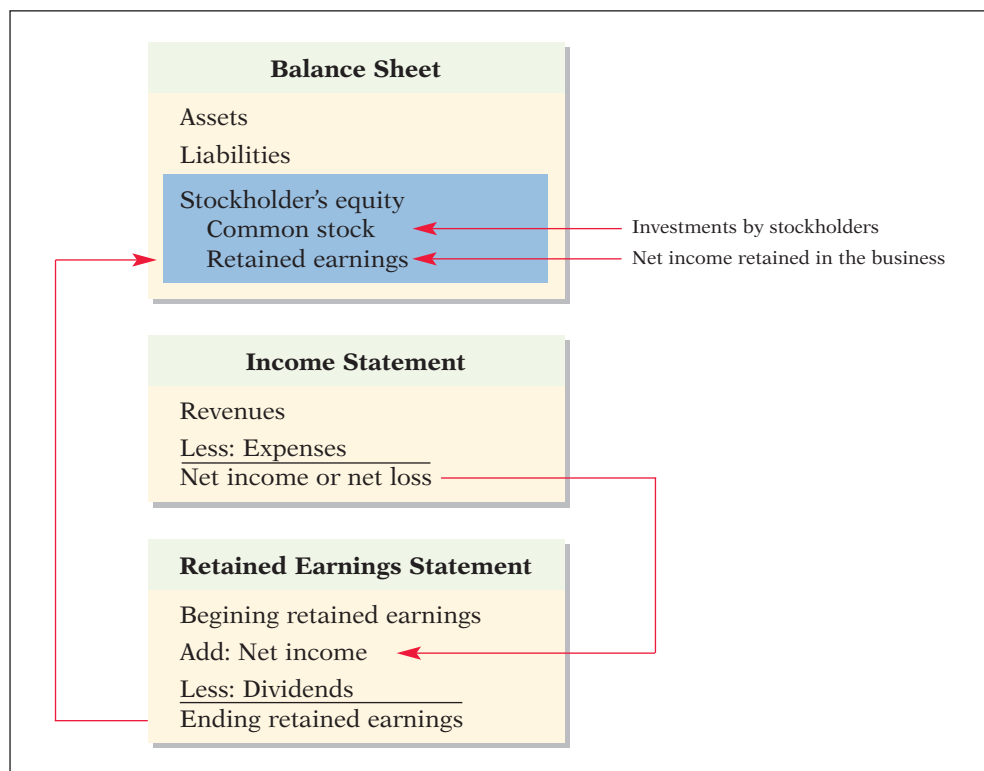 Balance Sheet
Assets
Liabilities
Stockholder's equity
Common stock
Investments by stockholders
Retained earnings
Net income retained in the business
Income Statement
Revenues
Less: Expenses
Net income or net loss
Retained Earnings Statement
Begining retained earnings
Add: Net income
Less: Dividends
Ending retained earnings